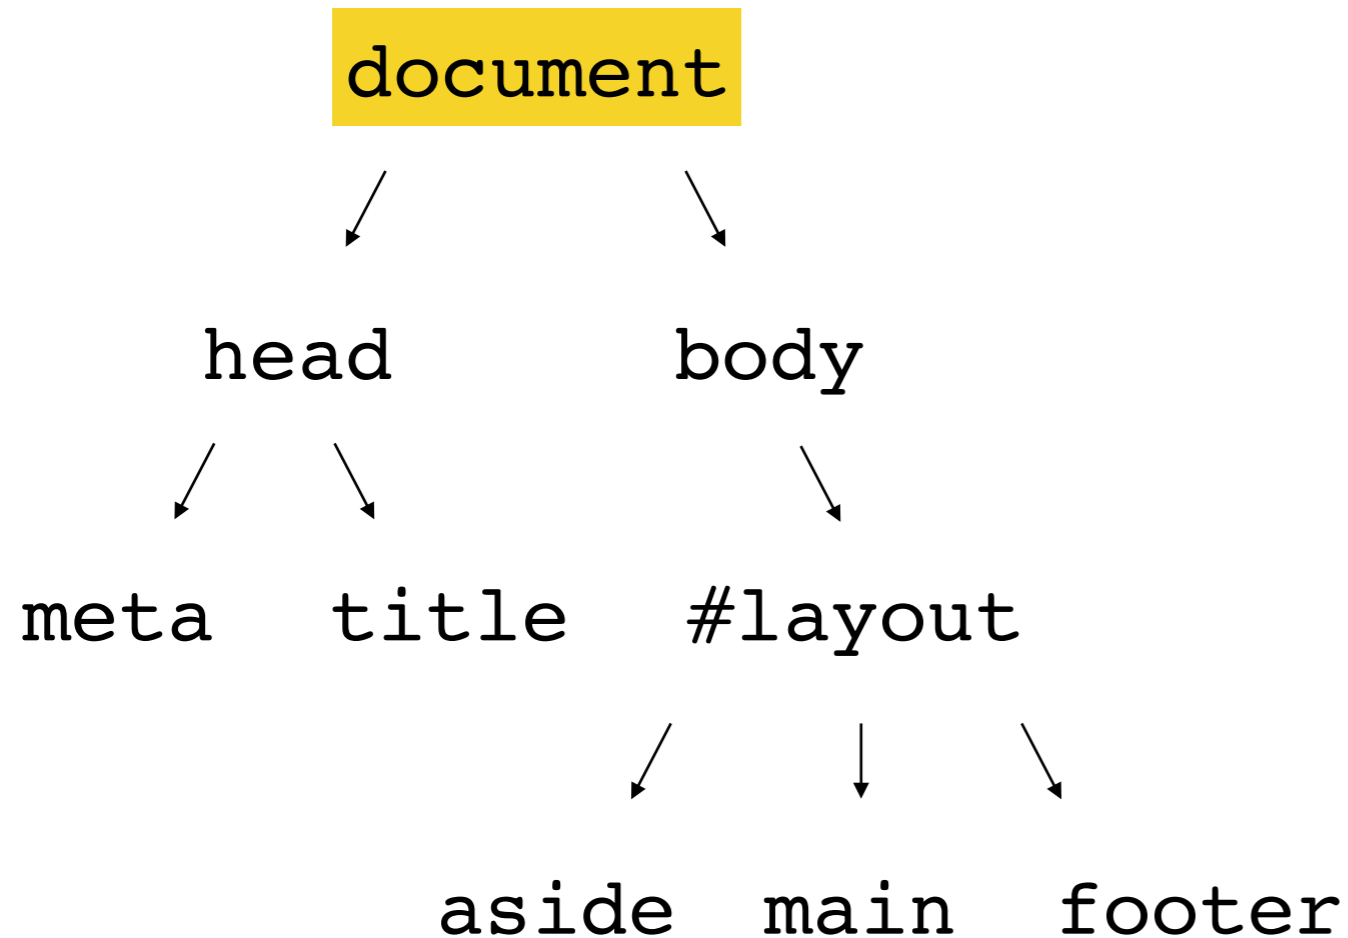 document
head body
meta title #layout
aside main footer